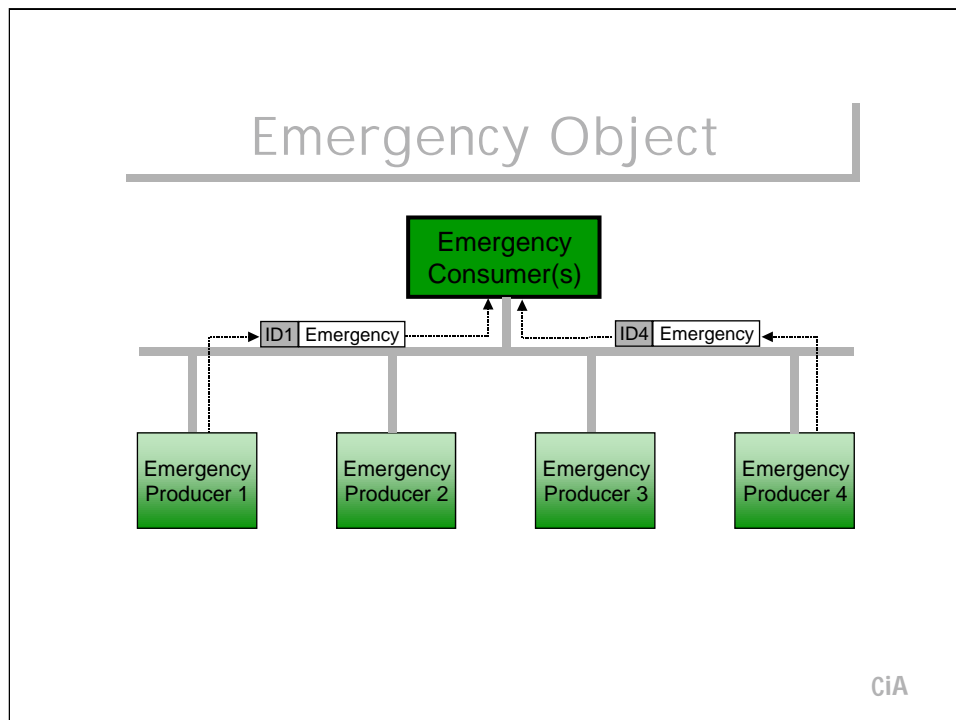 Emergency Object
Emergency
Consumer(s)
ID1 Emergency
ID4 Emergency
Emergency
Producer 1
Emergency
Producer 2
Emergency
Producer 3
Emergency
Producer 4
CiA